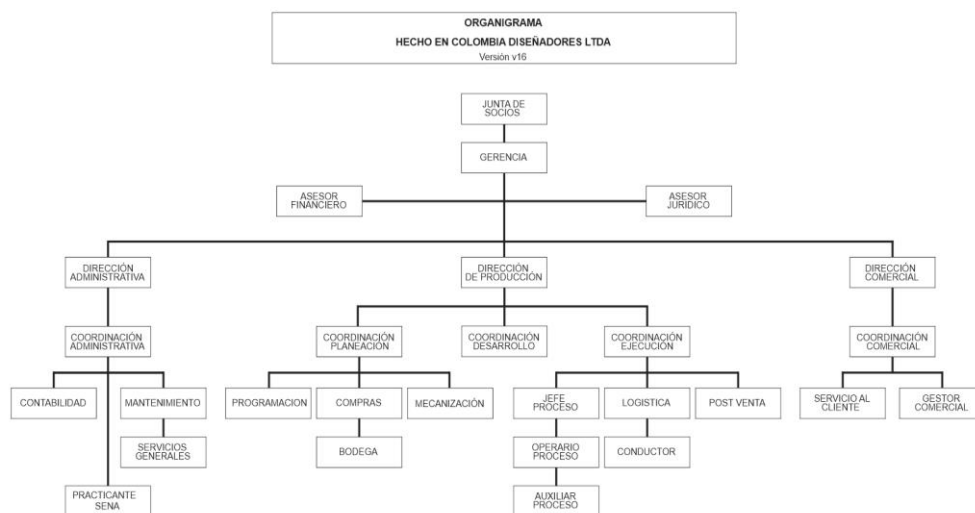 ORGANIGRAMA
HECHO EN COLOMBIA DISEÑADORES LTDA
Versión v16
JUNTA DE
SOCIOS
GERENCIA
ASESOR
FINANCIERO
ASESOR
JURÍDICO
DIRECCIÓN
ADMINISTRATIVA
DIRECCIÓN
DE PRODUCCIÓN
DIRECCIÓN
COMERCIAL
COORDINACIÓN
ADMINISTRATIVA
COORDINACIÓN
PLANEACIÓN
COORDINACIÓN
DESARROLLO
COORDINACIÓN
EJECUCIÓN
COORDINACIÓN
COMERCIAL
CONTABILIDAD
MANTENIMIENTO
PROGRAMACION
COMPRAS
MECANIZACIÓN
JEFE
PROCESO
LOGISTICA
POST VENTA
SERVICIO AL
CLIENTE
GESTOR
COMERCIAL
SERVICIOS
GENERALES
BODEGA
OPERARIO
PROCESO
CONDUCTOR
PRACTICANTE
SENA
AUXILIAR
PROCESO